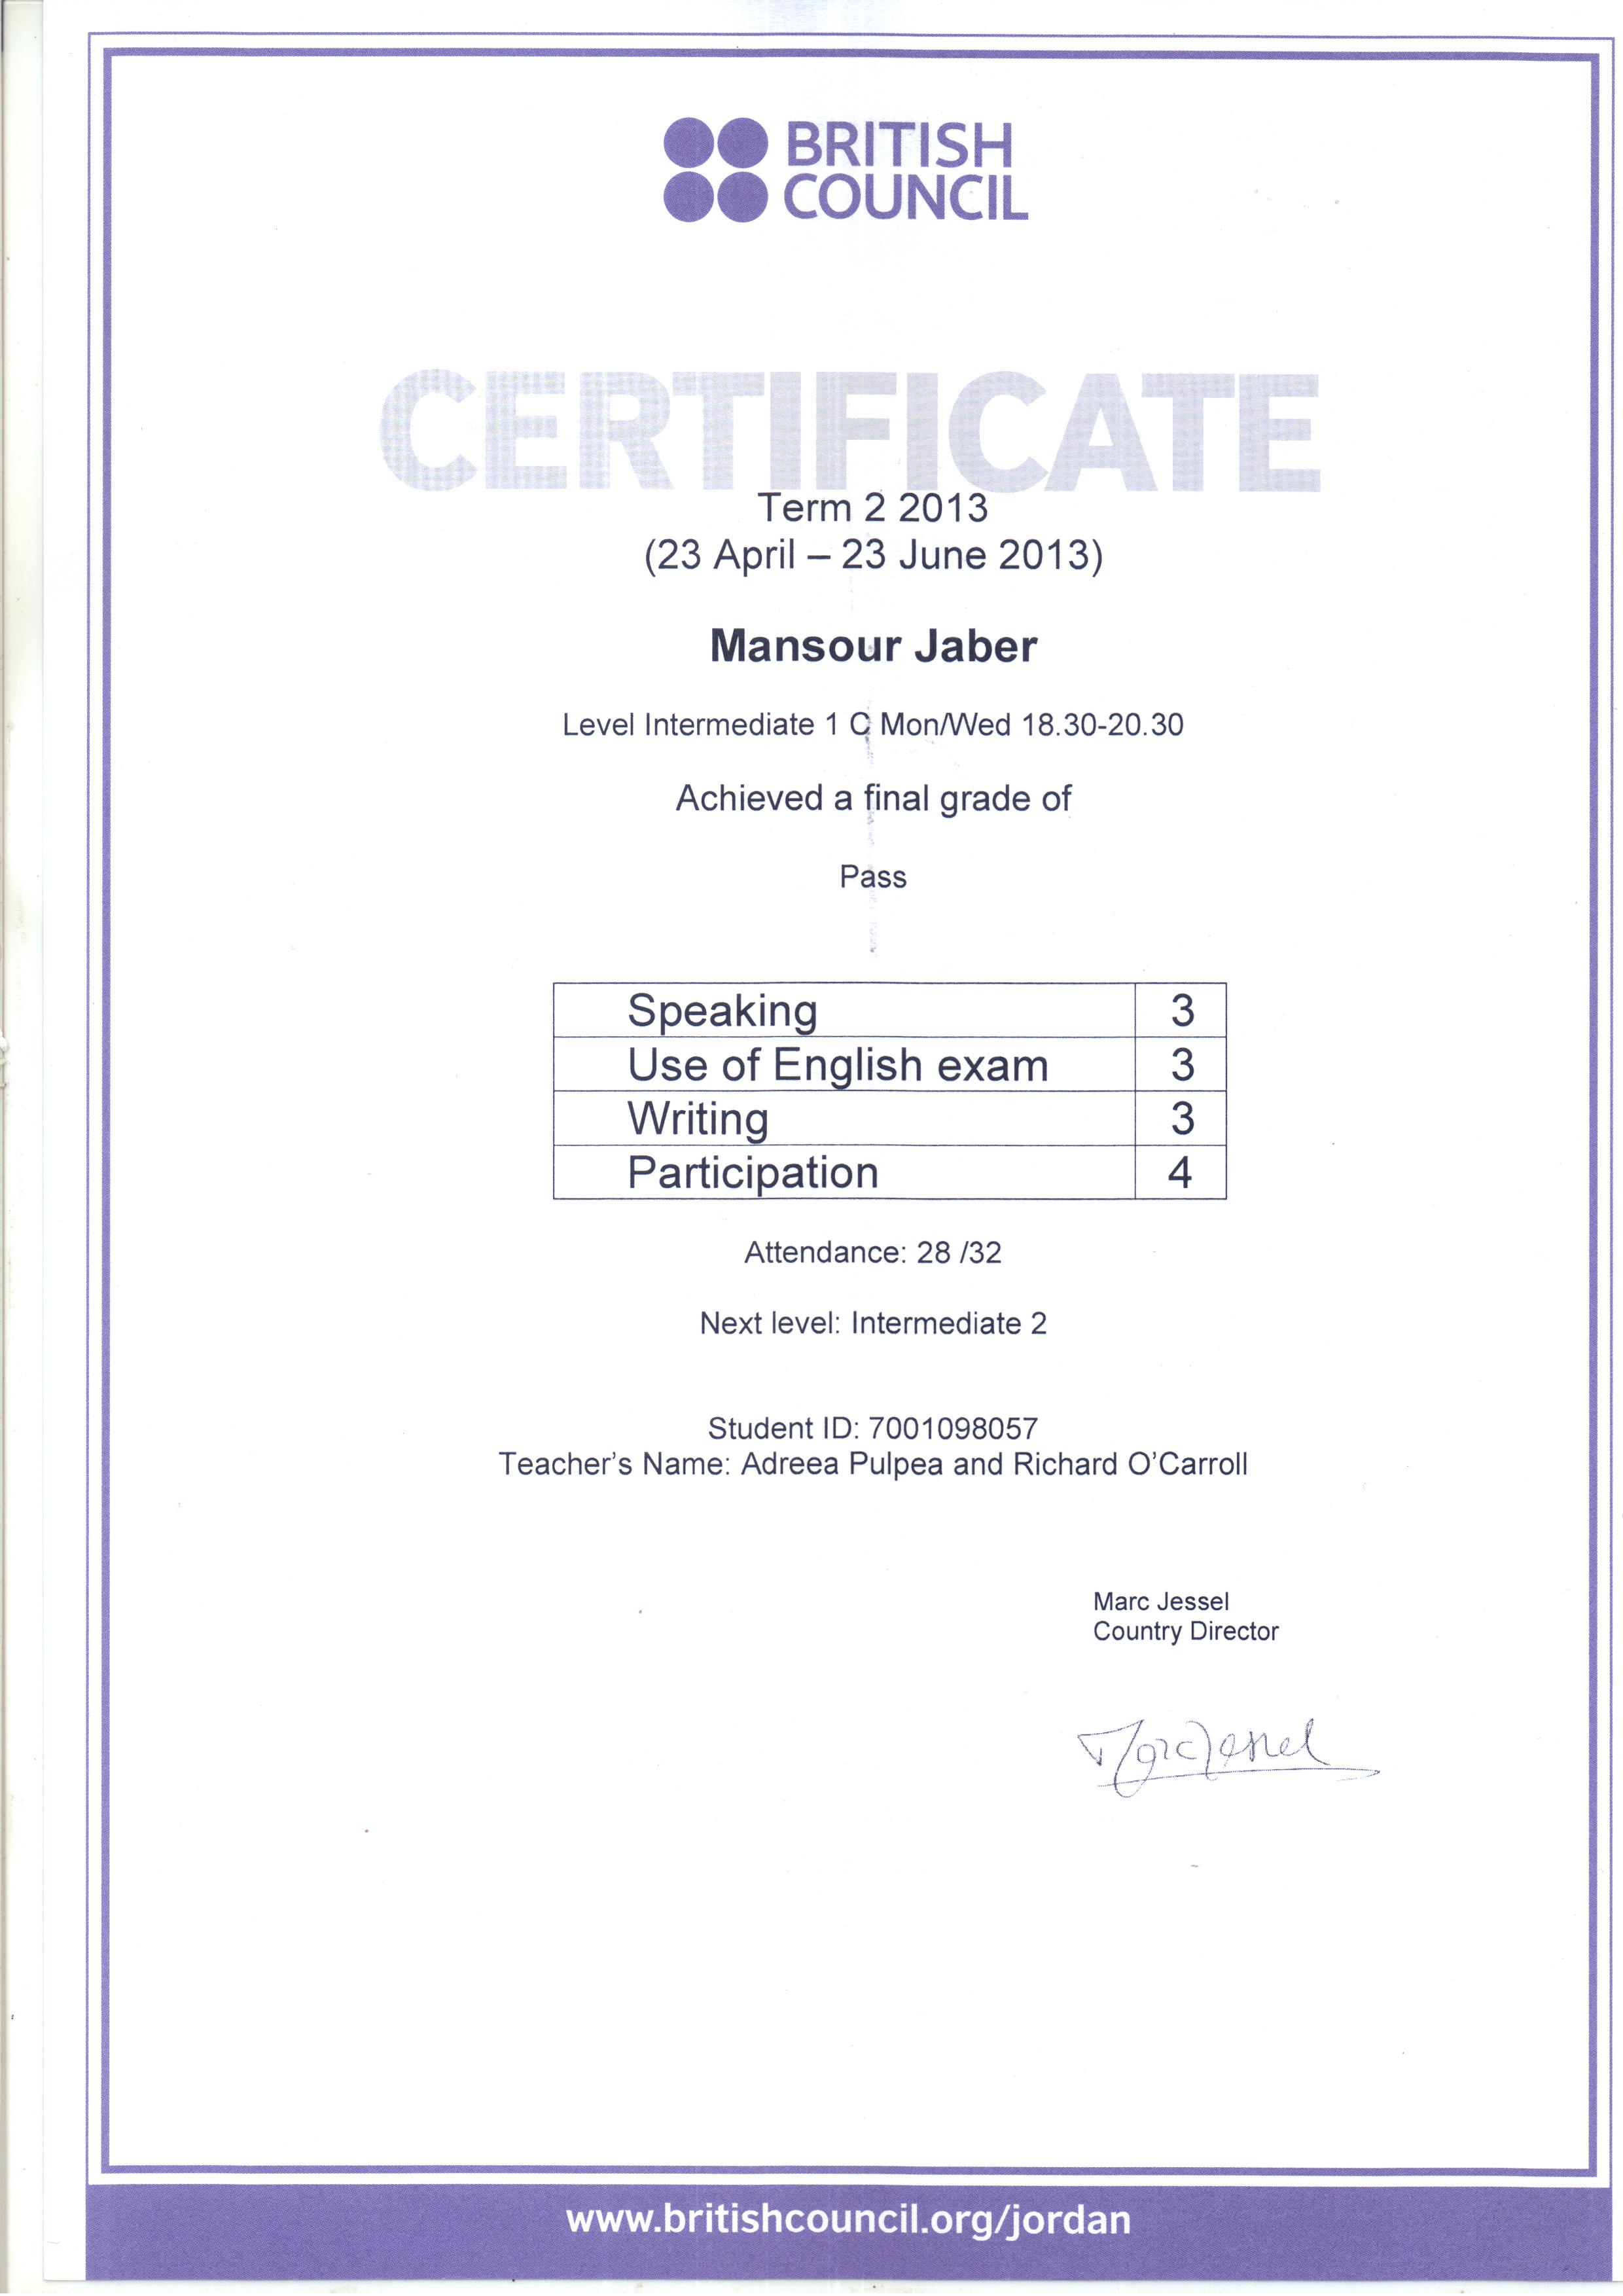 BRITISH
COUNCIL
CERTIFICATE
Term 2 2013
(23 April – 23 June 2013)
Mansour Jaber
Level Intermediate 1 C Mon/Wed 18.30-20.30
Achieved a final grade of
Pass
Speaking 3
Use of English exam 3
Writing 3
Participation 4
Attendance: 28 /32
Next level: Intermediate 2
Student ID: 7001098057
Teacher's Name: Adreea Pulpea and Richard O'Carroll
Marc Jessel
Country Director
Marc Jessel
www.britishcouncil.org/jordan